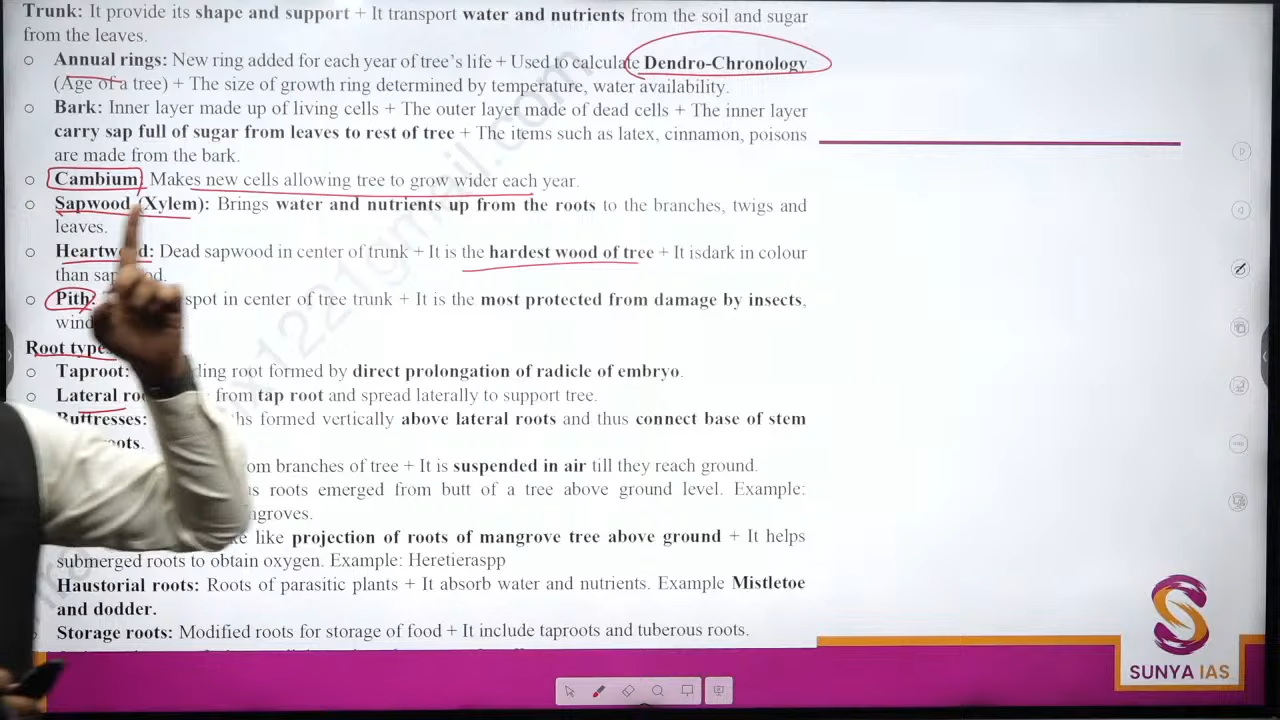 Trunk: It provide its shape and support + It transport water and nutrients from the soil and sugar
from the leaves.
o Annual rings: New ring added for each year of tree's life + Used to calculate Dendro-Chronology
(Age of a tree) + The size of growth ring determined by temperature, water availability.
o Bark: Inner layer made up of living cells + The outer layer made of dead cells + The inner layer
carry sap full of sugar from leaves to rest of tree + The items such as latex, cinnamon, poisons
are made from the bark.
o Cambium: Makes new cells allowing tree to grow wider each year.
o Sapwood (Xylem): Brings water and nutrients up from the roots to the branches, twigs and
leaves.
o Heartwood: Dead sapwood in center of trunk + It is the hardest wood of tree + It isdark in colour
than
o Pith: spot in center of tree trunk + It is the most protected from damage by insects,
Root
o Taproot: root formed by direct prolongation of radicle of embryo.
o Lateral from tap root and spread laterally to support tree.
Buttresses: formed vertically above lateral roots and thus connect base of stem
from branches of tree + It is suspended in air till they reach ground.
roots emerged from butt of a tree above ground level. Example:
like projection of roots of mangrove tree above ground + It helps
submerged roots to obtain oxygen. Example: Heretieraspp
Haustorial roots: Roots of parasitic plants + It absorb water and nutrients. Example Mistletoe
and dodder.
Storage roots: Modified roots for storage of food + It include taproots and tuberous roots.
SUNYA IAS